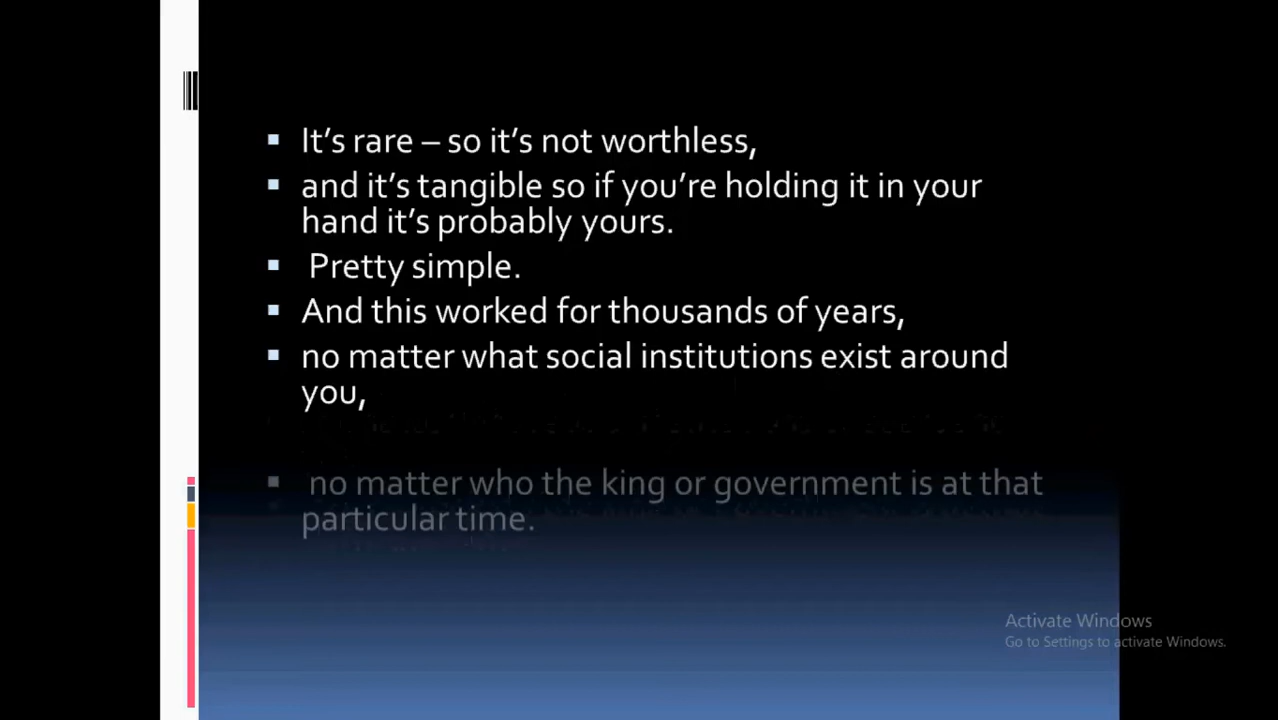 ▪ It’s rare – so it’s not worthless,
▪ and it’s tangible so if you’re holding it in your
hand it’s probably yours.
▪ Pretty simple.
▪ And this worked for thousands of years,
▪ no matter what social institutions exist around
you,
▪ no matter who the king or government is at that
particular time.
Activate Windows
Go to Settings to activate Windows.